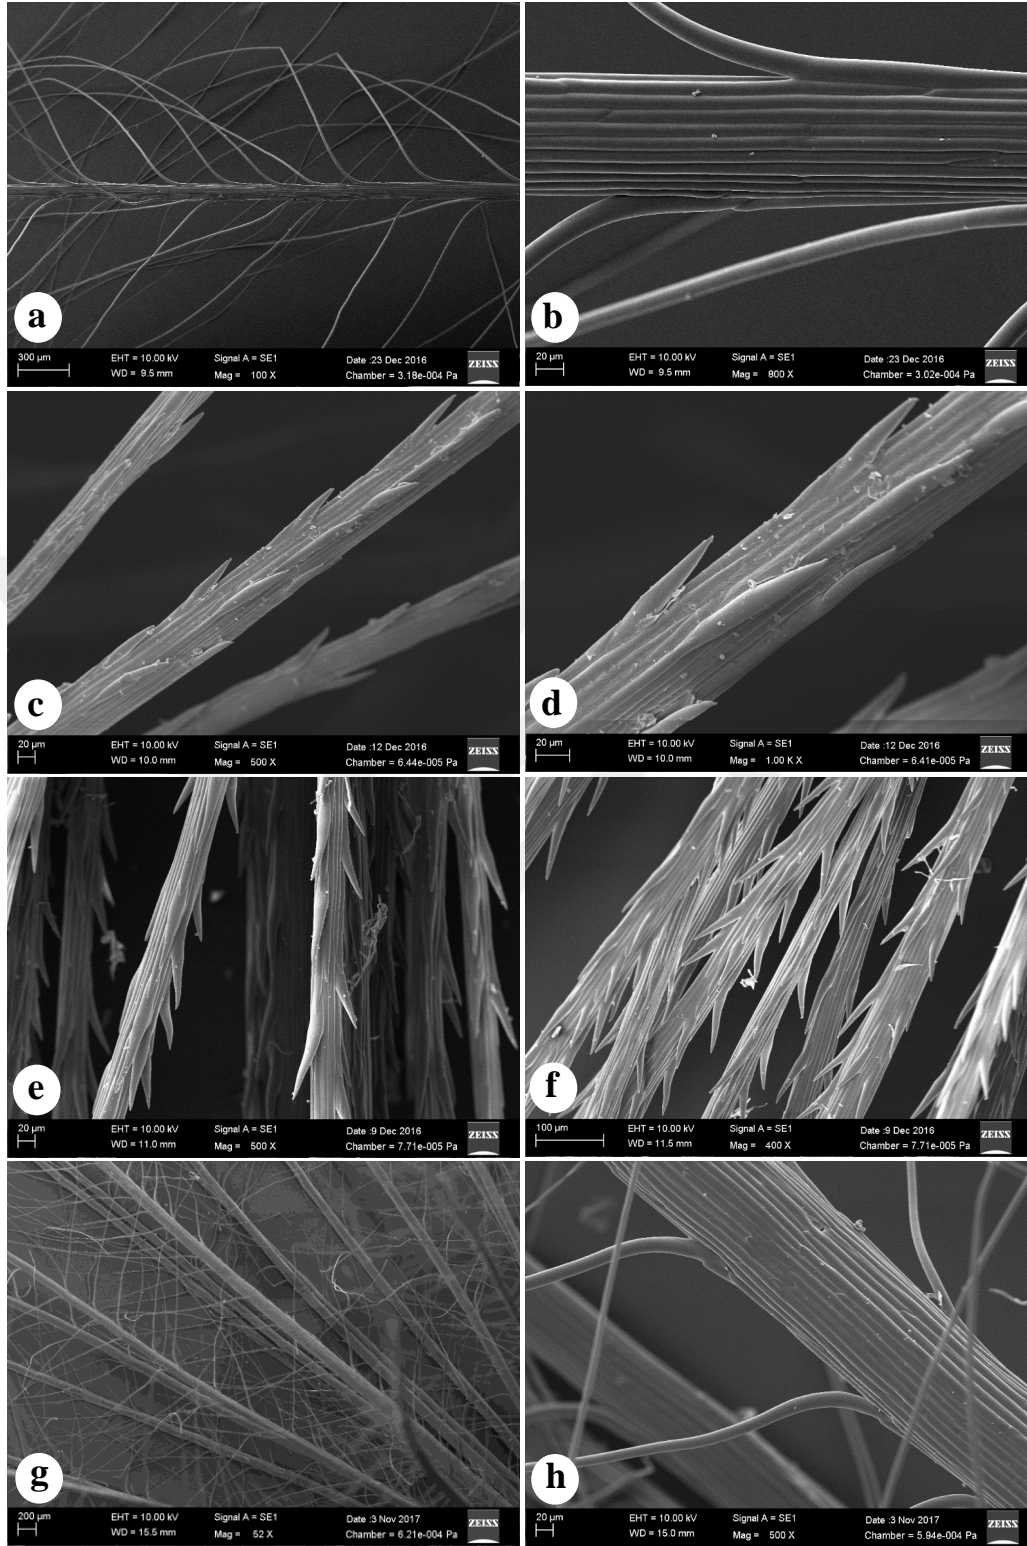 a
300 µm
EHT = 10.00 kV
WD = 9.5 mm
Signal A = SE1
Mag = 100 X
Date :23 Dec 2016
Chamber = 3.18e-004 Pa
ZEISS
b
20 µm
EHT = 10.00 kV
WD = 9.5 mm
Signal A = SE1
Mag = 800 X
Date :23 Dec 2016
Chamber = 3.02e-004 Pa
ZEISS
c
20 µm
EHT = 10.00 kV
WD = 10.0 mm
Signal A = SE1
Mag = 500 X
Date :12 Dec 2016
Chamber = 6.44e-005 Pa
ZEISS
d
20 µm
EHT = 10.00 kV
WD = 10.0 mm
Signal A = SE1
Mag = 1.00 K X
Date :12 Dec 2016
Chamber = 6.41e-005 Pa
ZEISS
e
20 µm
EHT = 10.00 kV
WD = 11.0 mm
Signal A = SE1
Mag = 500 X
Date :9 Dec 2016
Chamber = 7.71e-005 Pa
ZEISS
f
100 µm
EHT = 10.00 kV
WD = 11.5 mm
Signal A = SE1
Mag = 400 X
Date :9 Dec 2016
Chamber = 7.71e-005 Pa
ZEISS
g
200 µm
EHT = 10.00 kV
WD = 15.5 mm
Signal A = SE1
Mag = 52 X
Date :3 Nov 2017
Chamber = 6.21e-004 Pa
ZEISS
h
20 µm
EHT = 10.00 kV
WD = 15.0 mm
Signal A = SE1
Mag = 500 X
Date :3 Nov 2017
Chamber = 5.94e-004 Pa
ZEISS